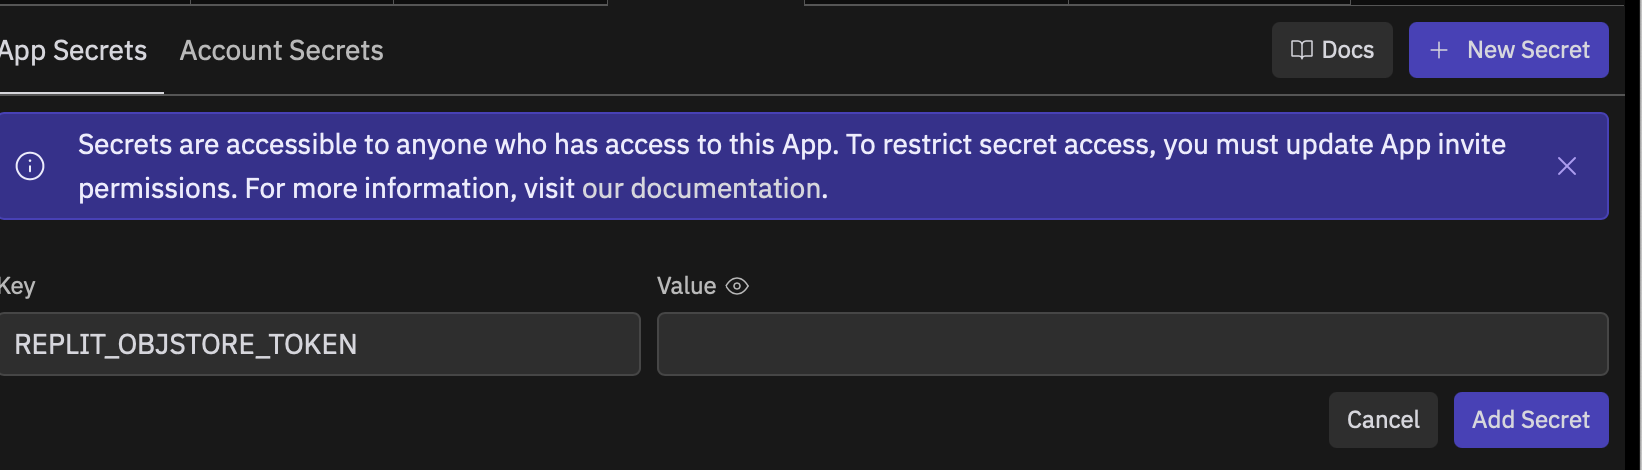 App Secrets Account Secrets Docs + New Secret
Secrets are accessible to anyone who has access to this App. To restrict secret access, you must update App invite
permissions. For more information, visit our documentation.
Key Value
REPLIT_OBJSTORE_TOKEN
Cancel Add Secret